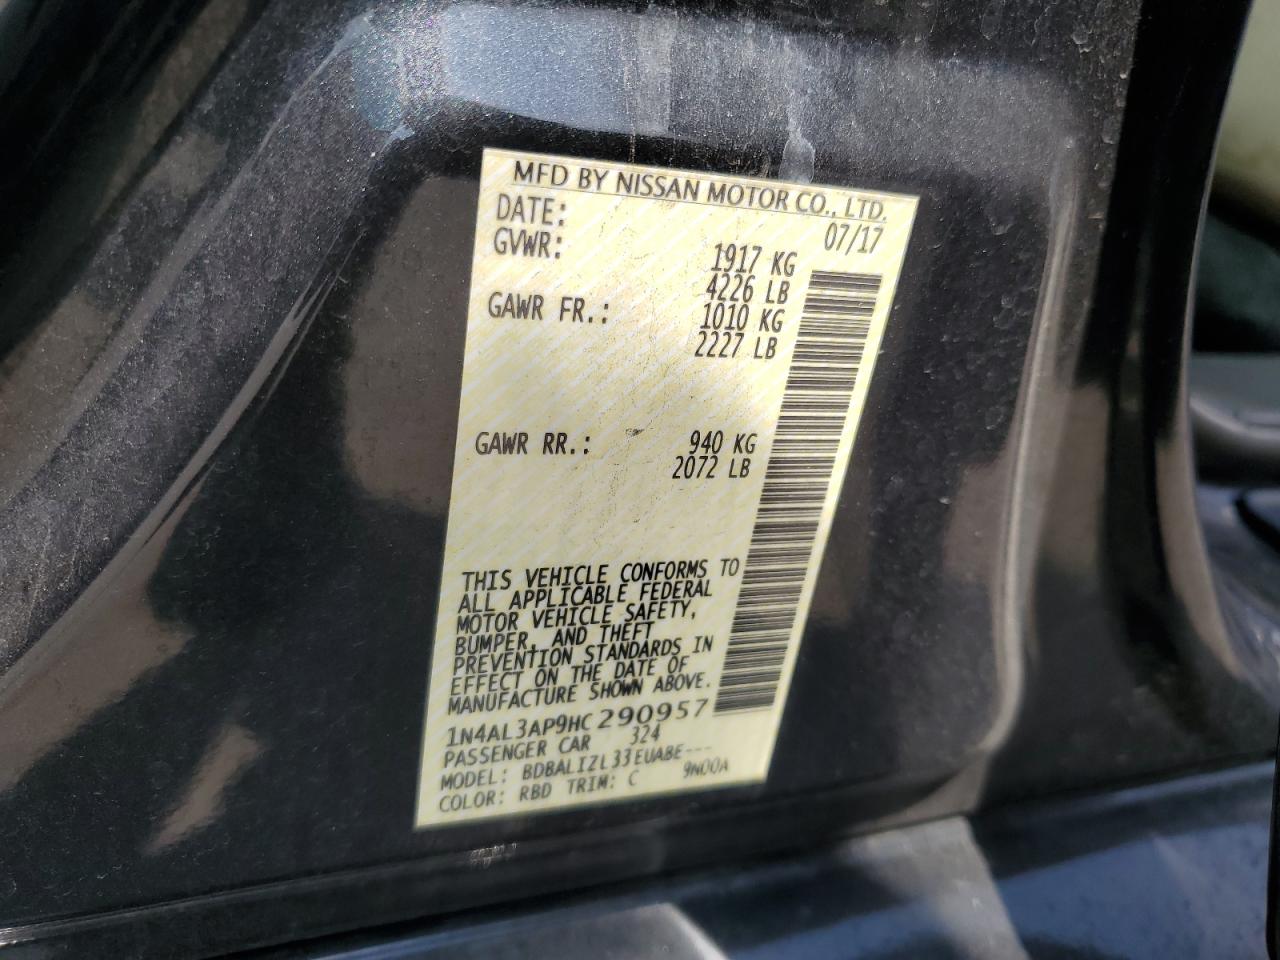 MFD BY NISSAN MOTOR CO., LTD.
DATE: 07/17
GVWR: 1917 KG
4226 LB
GAWR FR.: 1010 KG
2227 LB
GAWR RR.: 940 KG
2072 LB
THIS VEHICLE CONFORMS TO
ALL APPLICABLE FEDERAL
MOTOR VEHICLE SAFETY,
BUMPER, AND THEFT
PREVENTION STANDARDS IN
EFFECT ON THE DATE OF
MANUFACTURE SHOWN ABOVE.
1N4AL3AP9HC290957
PASSENGER CAR 324
MODEL: BDBALIZL33EUABE---
COLOR: RBD TRIM: C 9N00A